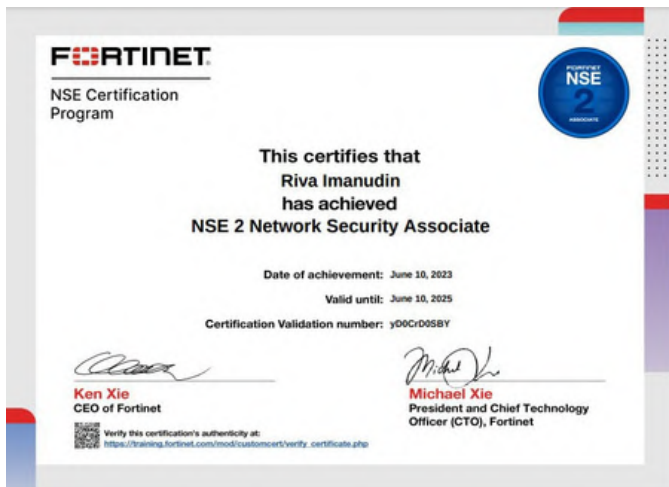 FORTINET
NSE Certification
Program
FORTINET
NSE
2
ASSOCIATE
This certifies that
Riva Imanudin
has achieved
NSE 2 Network Security Associate
Date of achievement: June 10, 2023
Valid until: June 10, 2025
Certification Validation number: yD0CrD0SBY
Ken Xie
CEO of Fortinet
Michael Xie
President and Chief Technology
Officer (CTO), Fortinet
Verify this certification's authenticity at:
https://training.fortinet.com/mod/customcert/verify_certificate.php